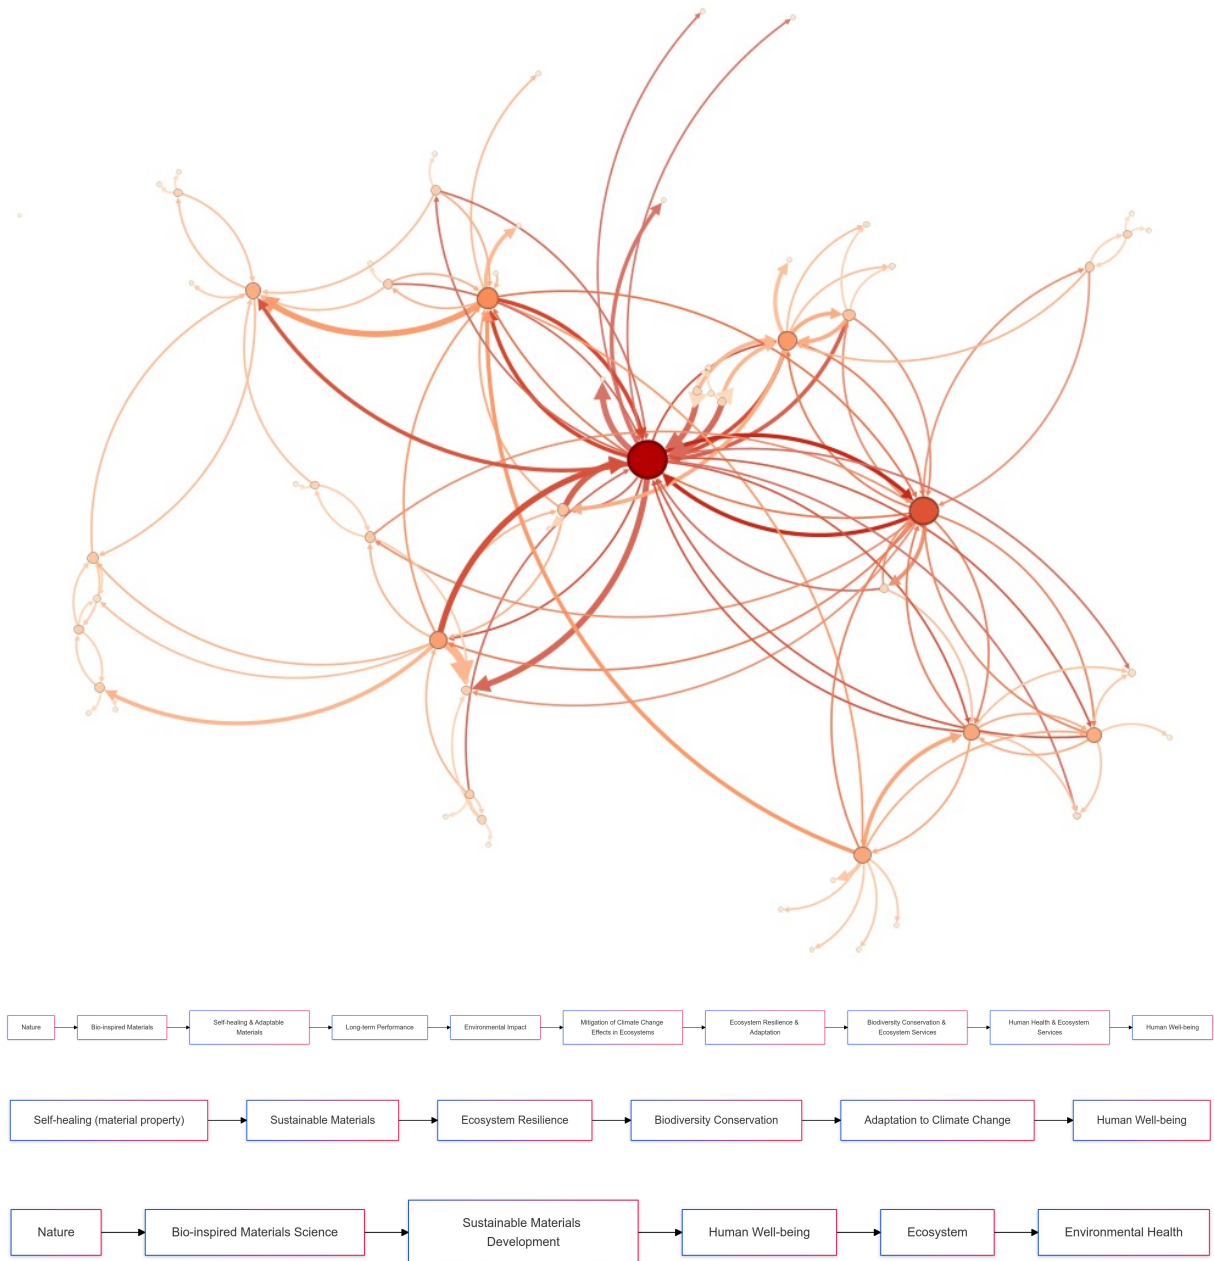 Nature
Bio-inspired Materials
Self-healing & Adaptable
Materials
Long-term Performance
Environmental Impact
Mitigation of Climate Change
Effects in Ecosystems
Ecosystem Resilience &
Adaptation
Biodiversity Conservation &
Ecosystem Services
Human Health & Ecosystem
Services
Human Well-being
Self-healing (material property)
Sustainable Materials
Ecosystem Resilience
Biodiversity Conservation
Adaptation to Climate Change
Human Well-being
Nature
Bio-inspired Materials Science
Sustainable Materials
Development
Human Well-being
Ecosystem
Environmental Health